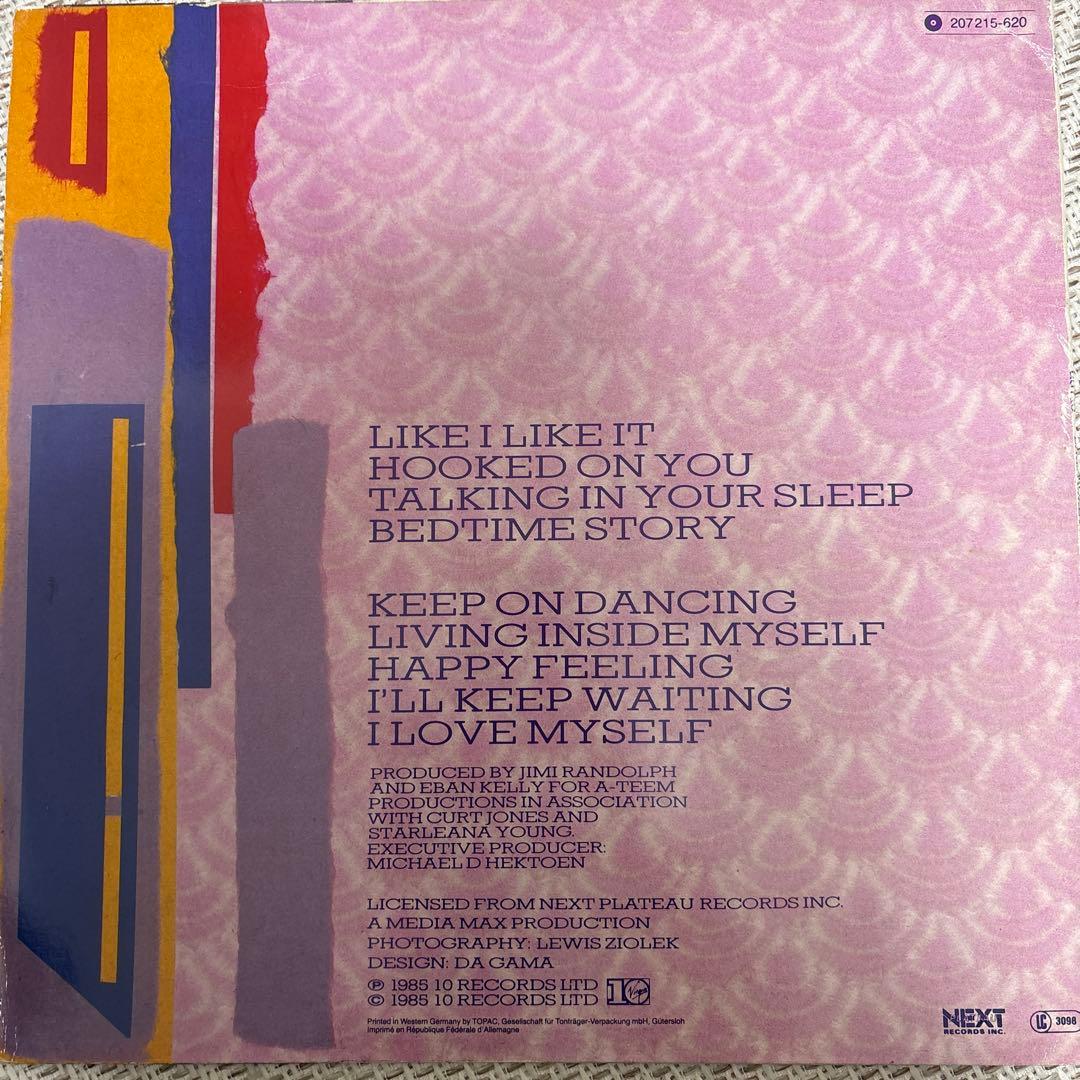 207215-620
LIKE I LIKE IT
HOOKED ON YOU
TALKING IN YOUR SLEEP
BEDTIME STORY
KEEP ON DANCING
LIVING INSIDE MYSELF
HAPPY FEELING
I'LL KEEP WAITING
I LOVE MYSELF
PRODUCED BY JIMI RANDOLPH
AND EBAN KELLY FOR A-TEEM
PRODUCTIONS IN ASSOCIATION
WITH CURT JONES AND
STARLEANA YOUNG.
EXECUTIVE PRODUCER:
MICHAEL D HEKTOEN
LICENSED FROM NEXT PLATEAU RECORDS INC.
A MEDIA MAX PRODUCTION
PHOTOGRAPHY: LEWIS ZIOLEK
DESIGN: DA GAMA
℗ 1985 10 RECORDS LTD
© 1985 10 RECORDS LTD 10 Virgin
Printed in Western Germany by TOPAC, Gesellschaft für Tonträger-Verpackung mbH, Gütersloh
Imprimé en République Fédérale d'Allemagne
NEXT
RECORDS INC.
LC 3098